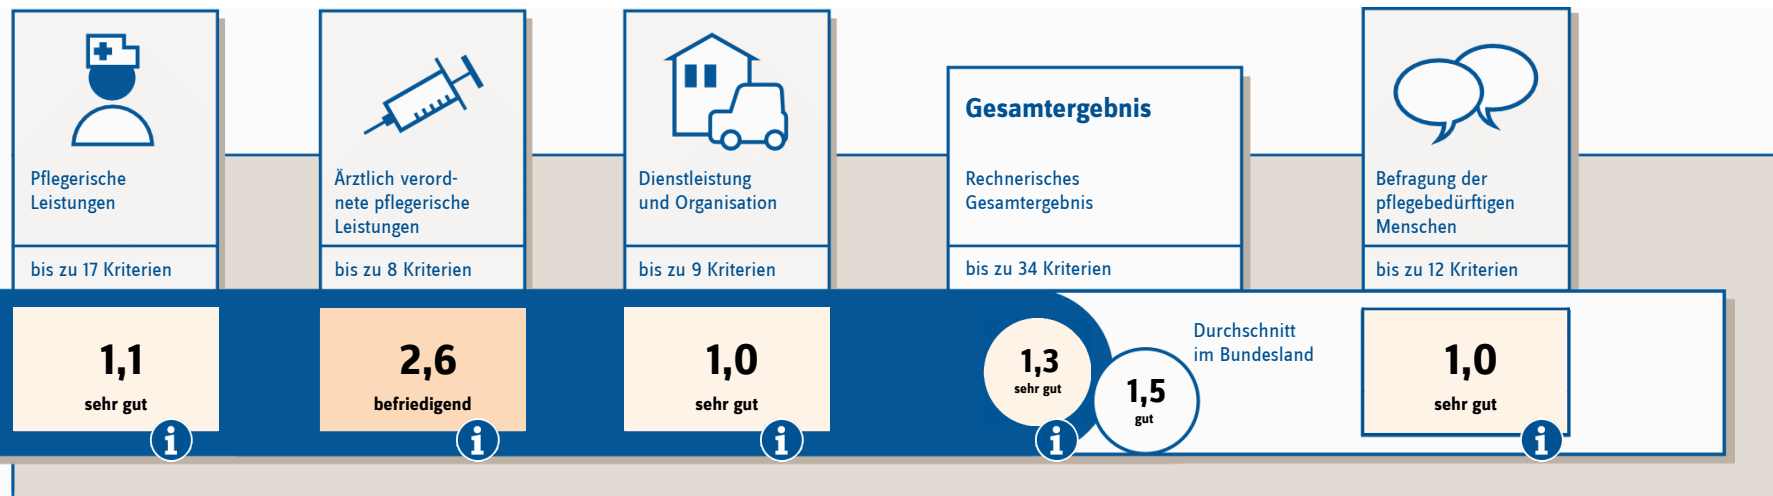 Pflegerische
Leistungen
bis zu 17 Kriterien
1,1
sehr gut
i
Ärztlich verord-
nete pflegerische
Leistungen
bis zu 8 Kriterien
2,6
befriedigend
i
Dienstleistung
und Organisation
bis zu 9 Kriterien
1,0
sehr gut
i
Gesamtergebnis
Rechnerisches
Gesamtergebnis
bis zu 34 Kriterien
1,3
sehr gut
i
1,5
gut
Durchschnitt
im Bundesland
Befragung der
pflegebedürftigen
Menschen
bis zu 12 Kriterien
1,0
sehr gut
i